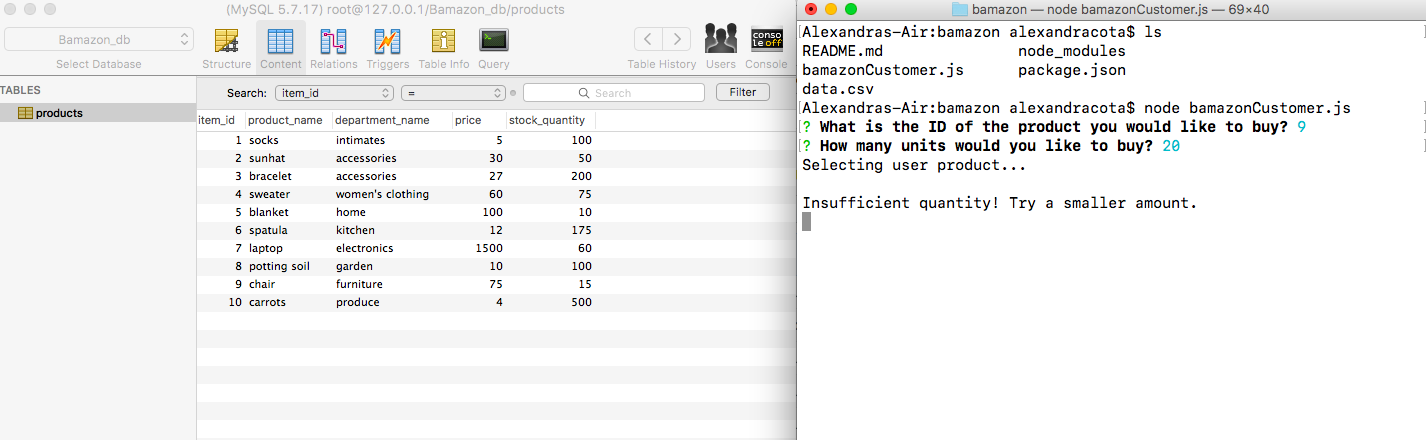 (MySQL 5.7.17) root@127.0.0.1/Bamazon_db/products
Bamazon_db
Select Database
Structure Content Relations Triggers Table Info Query
Table History Users Console
conso
le off
TABLES
products
Search: item_id = Search Filter
item_id product_name department_name price stock_quantity
1 socks intimates 5 100
2 sunhat accessories 30 50
3 bracelet accessories 27 200
4 sweater women's clothing 60 75
5 blanket home 100 10
6 spatula kitchen 12 175
7 laptop electronics 1500 60
8 potting soil garden 10 100
9 chair furniture 75 15
10 carrots produce 4 500
bamazon — node bamazonCustomer.js — 69×40
[Alexandras-Air:bamazon alexandracota$ ls
README.md node_modules
bamazonCustomer.js package.json
data.csv
[Alexandras-Air:bamazon alexandracota$ node bamazonCustomer.js
[? What is the ID of the product you would like to buy? 9
[? How many units would you like to buy? 20
Selecting user product...
Insufficient quantity! Try a smaller amount.